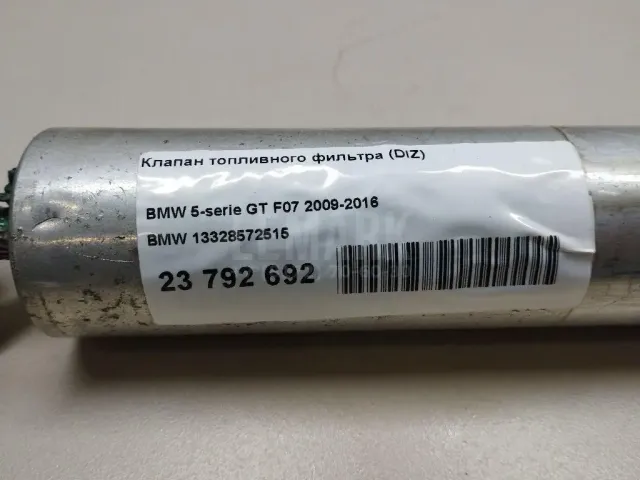 Клапан топливного фильтра (DIZ)
BMW 5-serie GT F07 2009-2016
BMW 13328572515
23 792 692